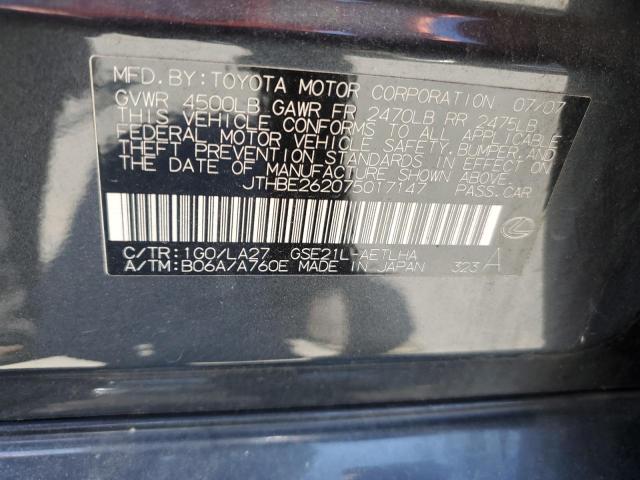 MFD. BY: TOYOTA MOTOR CORPORATION 07/07
GVWR 4500LB GAWR FR 2470LB RR 2475LB
THIS VEHICLE CONFORMS TO ALL APPLICABLE
FEDERAL MOTOR VEHICLE SAFETY, BUMPER, AND
THEFT PREVENTION STANDARDS IN EFFECT ON
THE DATE OF MANUFACTURE SHOWN ABOVE.
JTHBE262075017147 PASS. CAR
C/TR: 1G0/LA27 GSE21L-AETLHA
A/TM: B06A/A760E MADE IN JAPAN 323 A